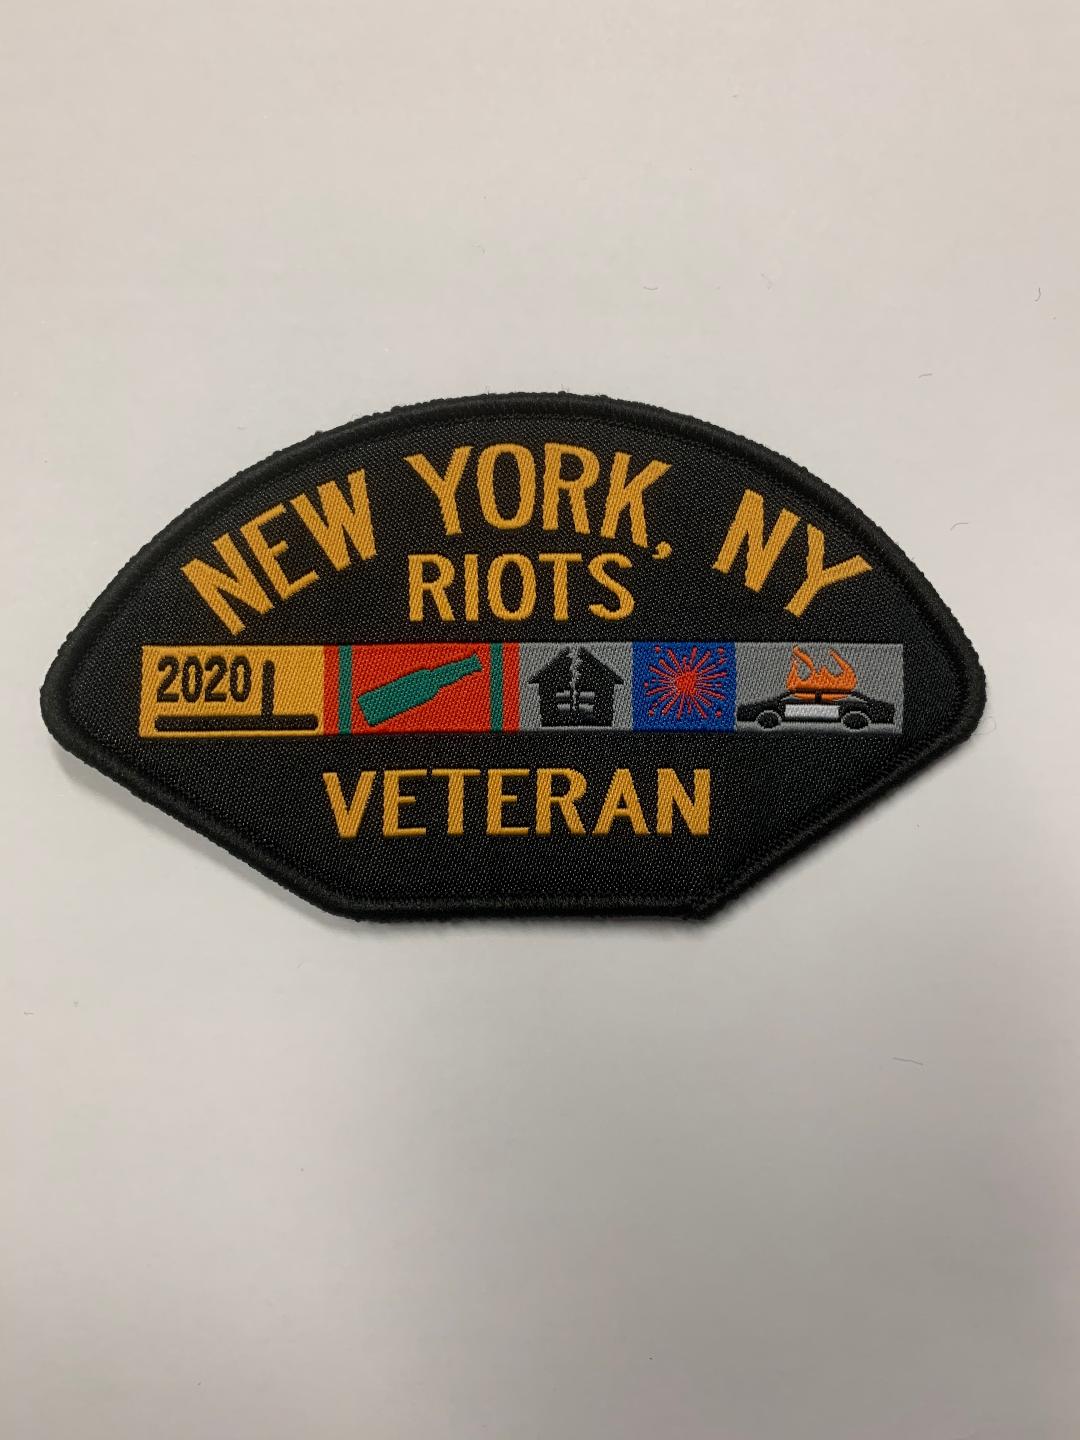 NEW YORK, NY
RIOTS
2020
VETERAN